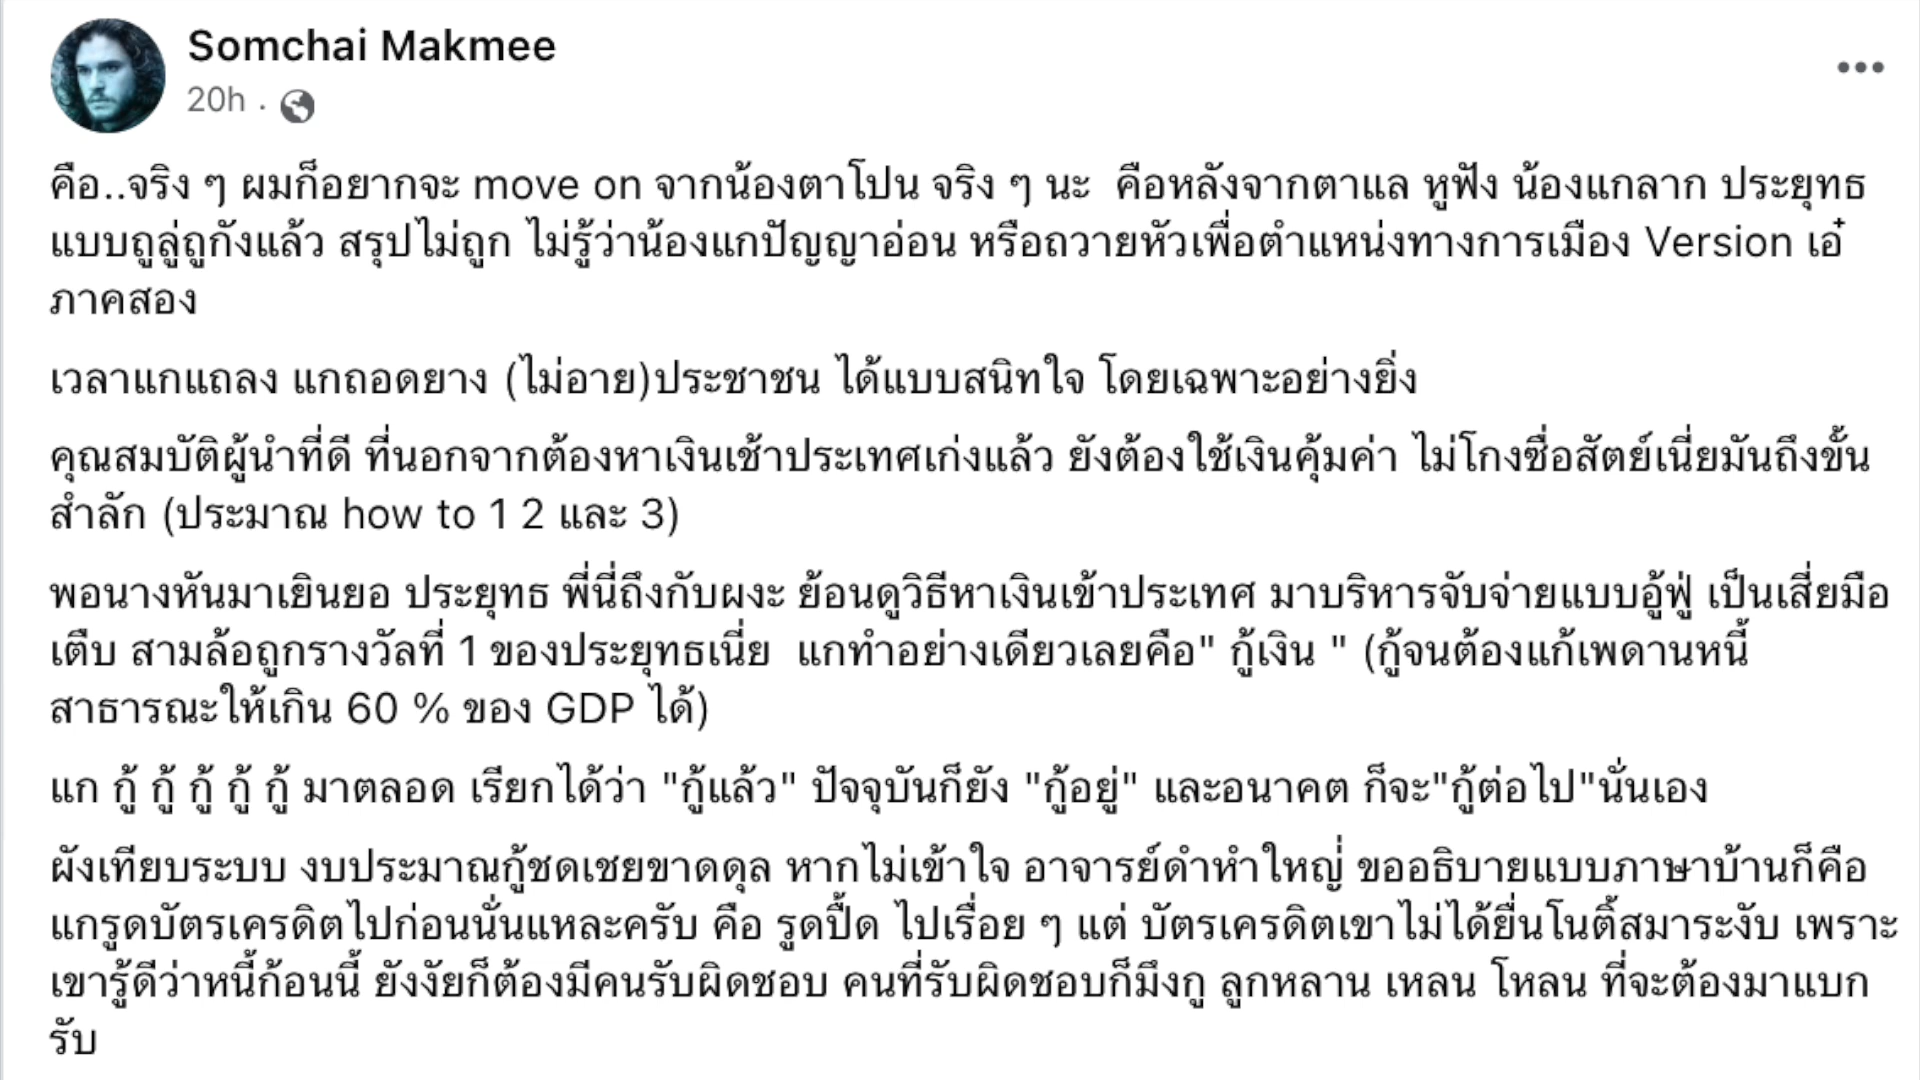 Somchai Makmee
20h .
คือ..จริง ๆ ผมก็อยากจะ move on จากน้องตาโปน จริง ๆ นะ  คือหลังจากตาแล หูฟัง น้องแกลาก ประยุทธ
แบบถูลู่ถูกังแล้ว สรุปไม่ถูก ไม่รู้ว่าน้องแกปัญญาอ่อน หรือถวายหัวเพื่อตำแหน่งทางการเมือง Version เอ๋
ภาคสอง
เวลาแกแถลง แกถอดยาง (ไม่อาย)ประชาชน ได้แบบสนิทใจ โดยเฉพาะอย่างยิ่ง
คุณสมบัติผู้นำที่ดี ที่นอกจากต้องหาเงินเช้าประเทศเก่งแล้ว ยังต้องใช้เงินคุ้มค่า ไม่โกงซื่อสัตย์เนี่ยมันถึงขั้น
สำลัก (ประมาณ how to 1 2 และ 3)
พอนางหันมาเยินยอ ประยุทธ พี่นี่ถึงกับผงะ ย้อนดูวิธีหาเงินเข้าประเทศ มาบริหารจับจ่ายแบบอู้ฟู่ เป็นเสี่ยมือ
เติบ สามล้อถูกรางวัลที่ 1 ของประยุทธเนี่ย  แกทำอย่างเดียวเลยคือ" กู้เงิน " (กู้จนต้องแก้เพดานหนี้
สาธารณะให้เกิน 60 % ของ GDP ได้)
แก กู้ กู้ กู้ กู้ กู้ มาตลอด เรียกได้ว่า "กู้แล้ว" ปัจจุบันก็ยัง "กู้อยู่" และอนาคต ก็จะ"กู้ต่อไป"นั่นเอง
ผังเทียบระบบ งบประมาณกู้ชดเชยขาดดุล หากไม่เข้าใจ อาจารย์ดำหำใหญ่ ขออธิบายแบบภาษาบ้านก็คือ
แกรูดบัตรเครดิตไปก่อนนั่นแหละครับ คือ รูดปื้ด ไปเรื่อย ๆ แต่ บัตรเครดิตเขาไม่ได้ยื่นโนติ้สมาระงับ เพราะ
เขารู้ดีว่าหนี้ก้อนนี้ ยังงัยก็ต้องมีคนรับผิดชอบ คนที่รับผิดชอบก็มึงกู ลูกหลาน เหลน โหลน ที่จะต้องมาแบก
รับ